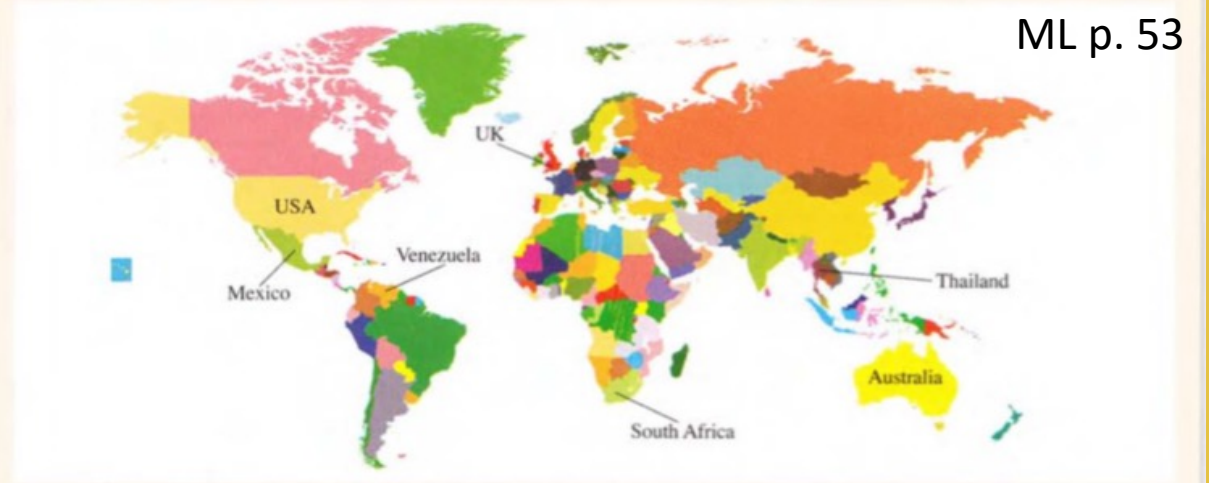 ML p. 53
UK
USA
Venezuela
Mexico
Thailand
Australia
South Africa